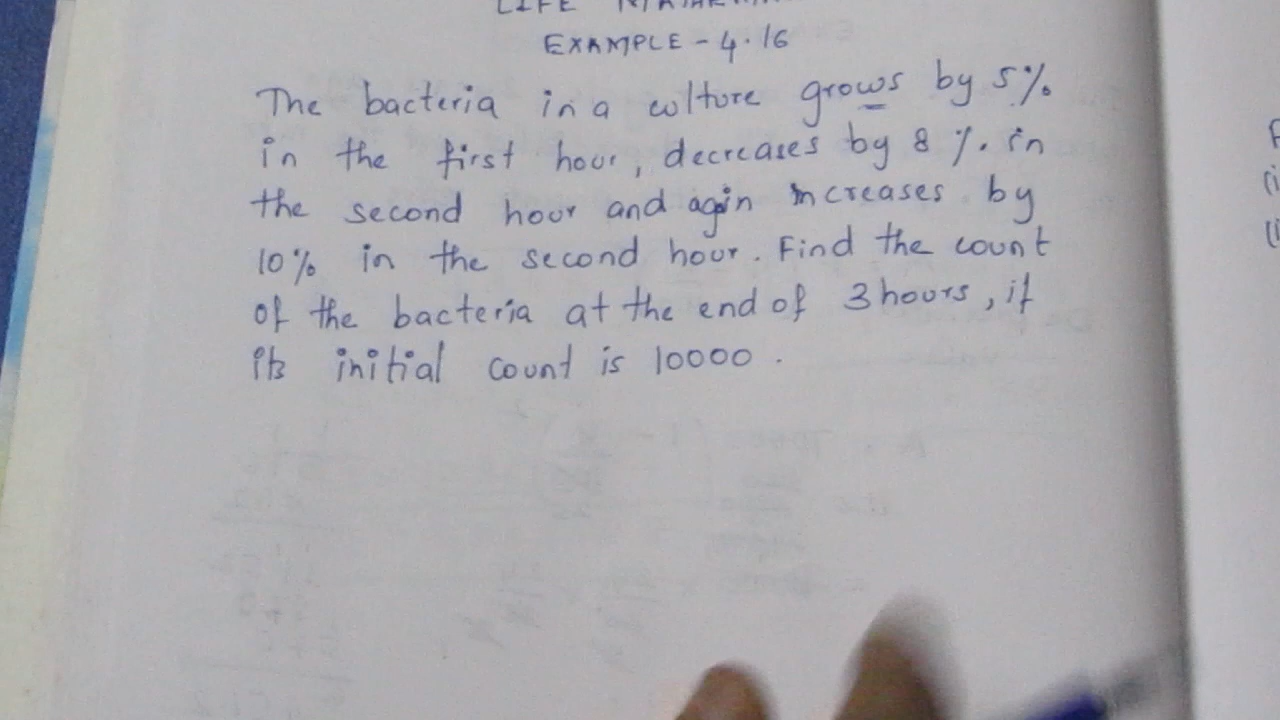 LIFE
EXAMPLE - 4.16
The bacteria in a culture grows by 5%
in the first hour, decreases by 8 %. in
the second hour and again increases by
10% in the second hour. Find the count
of the bacteria at the end of 3 hours, if
its initial count is 10000.